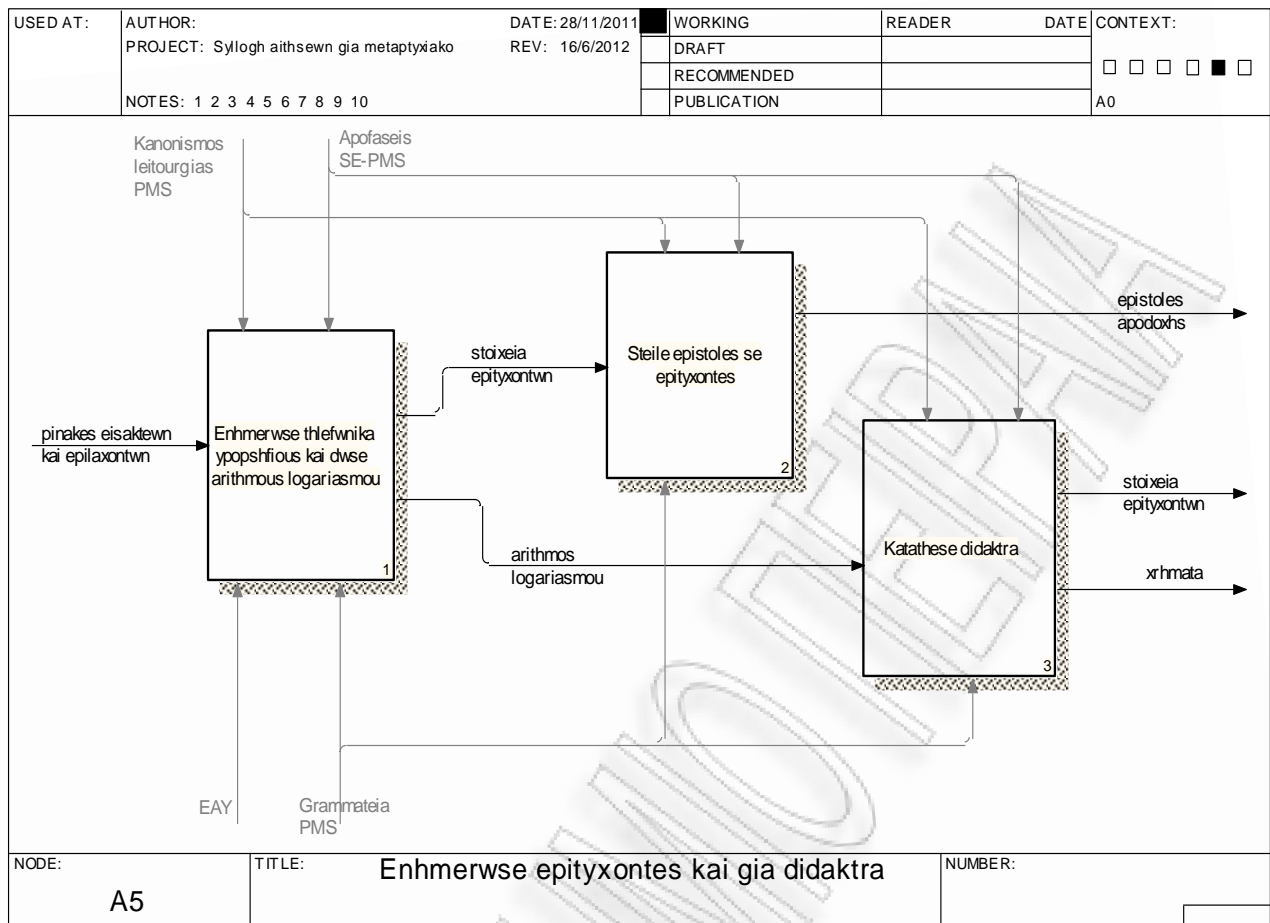 USED AT:
AUTHOR:
DATE: 28/11/2011
WORKING
READER
DATE
CONTEXT:
PROJECT: Syllogh aithsewn gia metaptyxiako
REV: 16/6/2012
DRAFT
RECOMMENDED
NOTES: 1 2 3 4 5 6 7 8 9 10
PUBLICATION
A0
Kanonismos
leitourgias
PMS
Apofaseis
SE-PMS
epistoles
apodoxhs
stoixeia
epityxontwn
Steile epistoles se
epityxontes
2
pinakes eisaktewn
kai epilaxontwn
Enhmerwse thlefwnika
ypopshfious kai dwse
arithmous logariasmou
1
stoixeia
epityxontwn
arithmos
logariasmou
Katathese didaktra
3
xrhmata
EAY
Grammateia
PMS
NODE:
A5
TITLE:
Enhmerwse epityxontes kai gia didaktra
NUMBER: